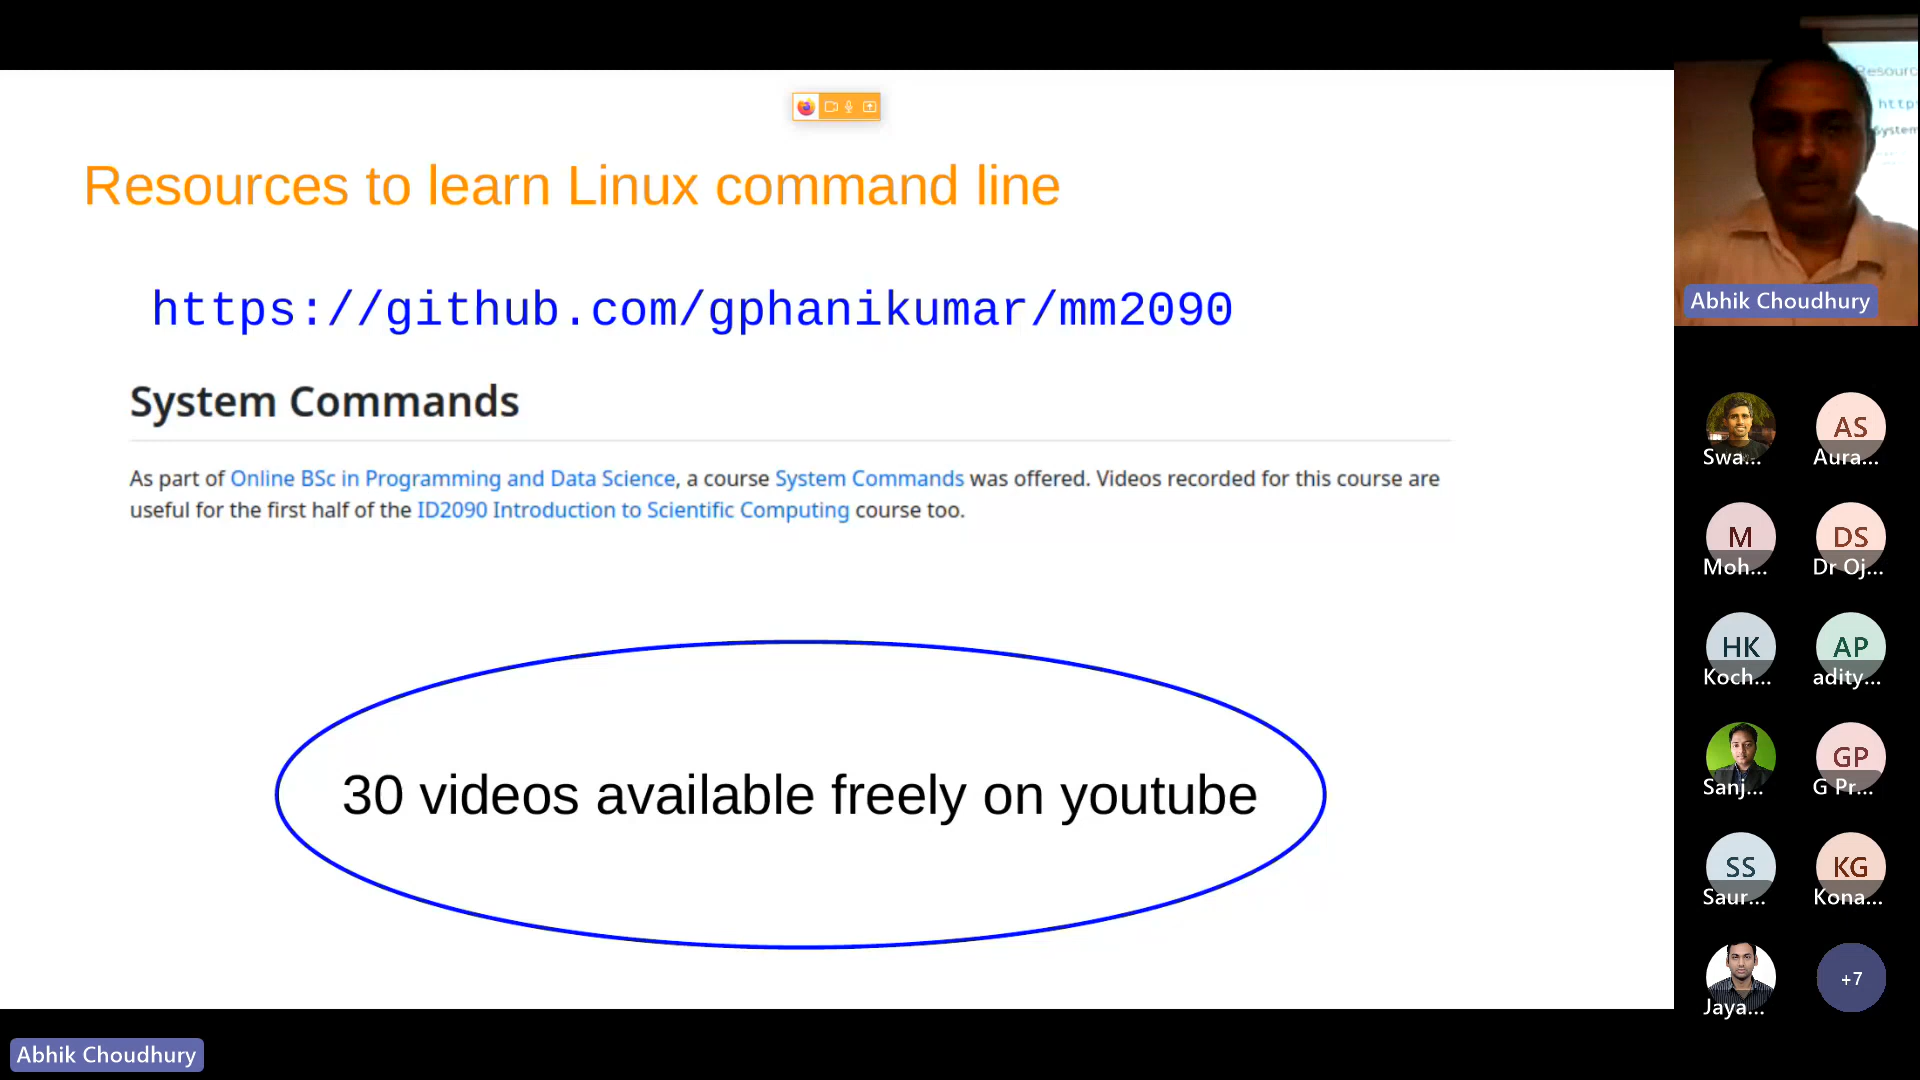 Resources to learn Linux command line
https://github.com/gphanikumar/mm2090
System Commands
As part of Online BSc in Programming and Data Science, a course System Commands was offered. Videos recorded for this course are
useful for the first half of the ID2090 Introduction to Scientific Computing course too.
30 videos available freely on youtube
Abhik Choudhury
Resourc
http
System
Abhik Choudhury
Swa...
AS
Aura...
M
Moh...
DS
Dr Oj...
HK
Koch...
AP
adity...
Sanj...
GP
G Pr...
SS
Saur...
KG
Kona...
Jaya...
+7